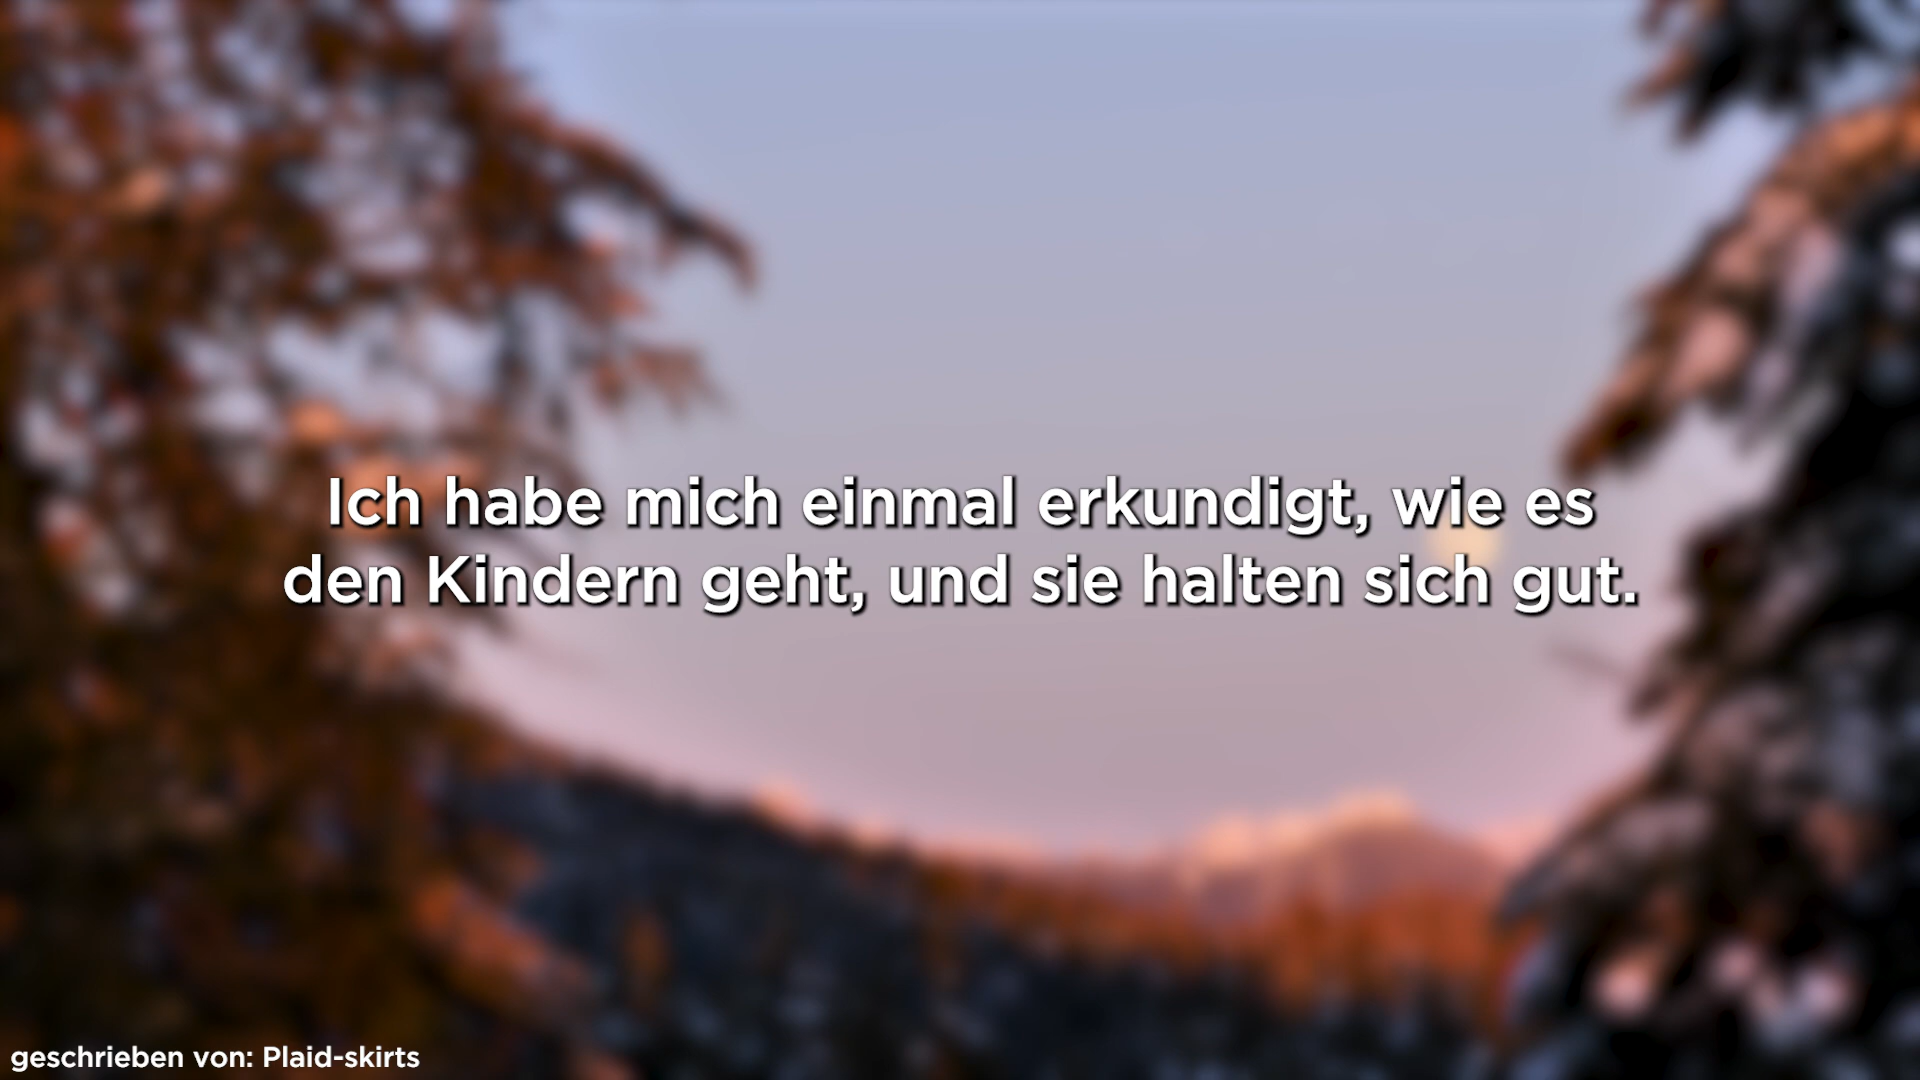 Ich habe mich einmal erkundigt, wie es
den Kindern geht, und sie halten sich gut.
geschrieben von: Plaid-skirts